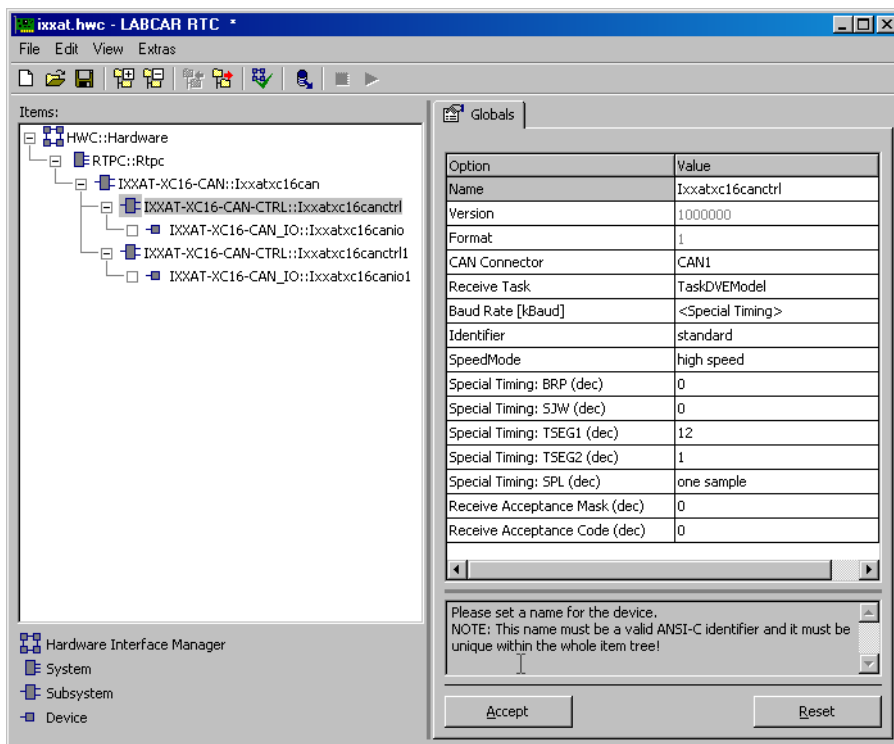 ixxat.hwc - LABCAR RTC *
File Edit View Extras
Items:
HWC::Hardware
RTPC::Rtpc
IXXAT-XC16-CAN::Ixxatxc16can
IXXAT-XC16-CAN-CTRL::Ixxatxc16canctrl
IXXAT-XC16-CAN_IO::Ixxatxc16canio
IXXAT-XC16-CAN-CTRL::Ixxatxc16canctrl1
IXXAT-XC16-CAN_IO::Ixxatxc16canio1
Hardware Interface Manager
System
Subsystem
Device
Globals
Option Value
Name Ixxatxc16canctrl
Version 1000000
Format 1
CAN Connector CAN1
Receive Task TaskDVEModel
Baud Rate [kBaud] <Special Timing>
Identifier standard
SpeedMode high speed
Special Timing: BRP (dec) 0
Special Timing: SJW (dec) 0
Special Timing: TSEG1 (dec) 12
Special Timing: TSEG2 (dec) 1
Special Timing: SPL (dec) one sample
Receive Acceptance Mask (dec) 0
Receive Acceptance Code (dec) 0
Please set a name for the device.
NOTE: This name must be a valid ANSI-C identifier and it must be
unique within the whole item tree!
Accept Reset